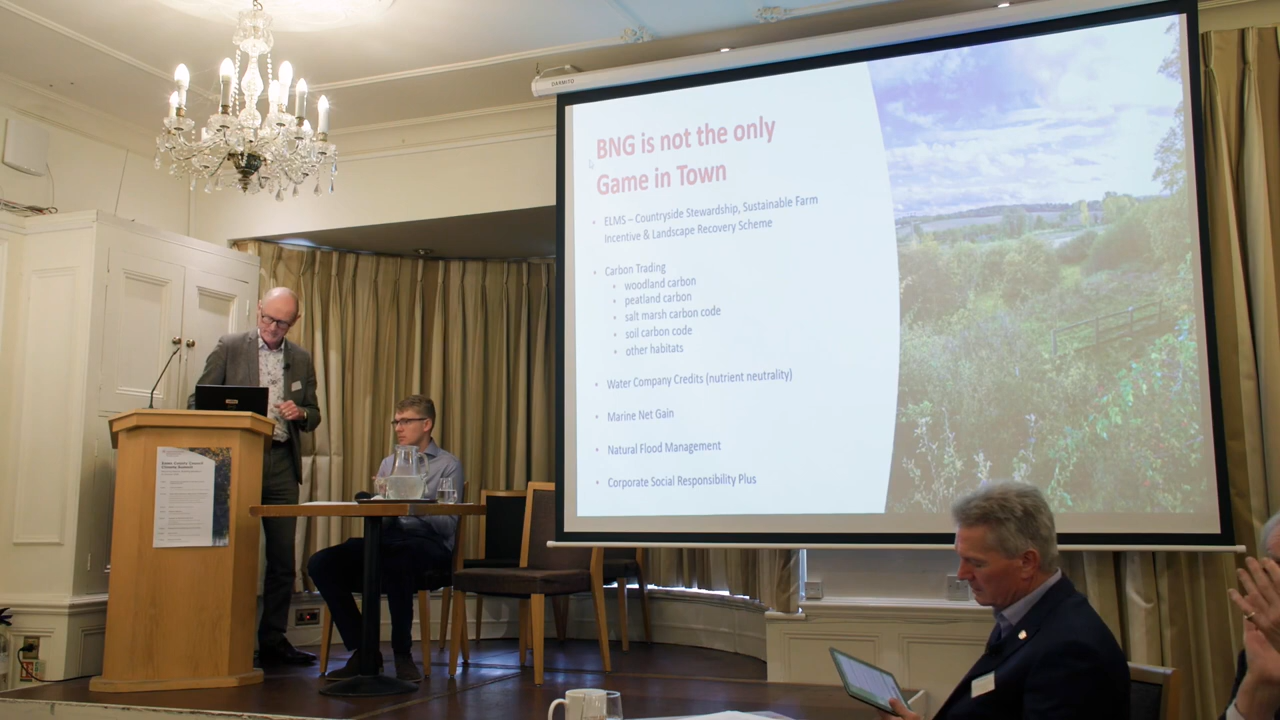 DARMITO
BNG is not the only
Game in Town
• ELMS – Countryside Stewardship, Sustainable Farm
Incentive & Landscape Recovery Scheme
• Carbon Trading
• woodland carbon
• peatland carbon
• salt marsh carbon code
• soil carbon code
• other habitats
• Water Company Credits (nutrient neutrality)
• Marine Net Gain
• Natural Flood Management
• Corporate Social Responsibility Plus